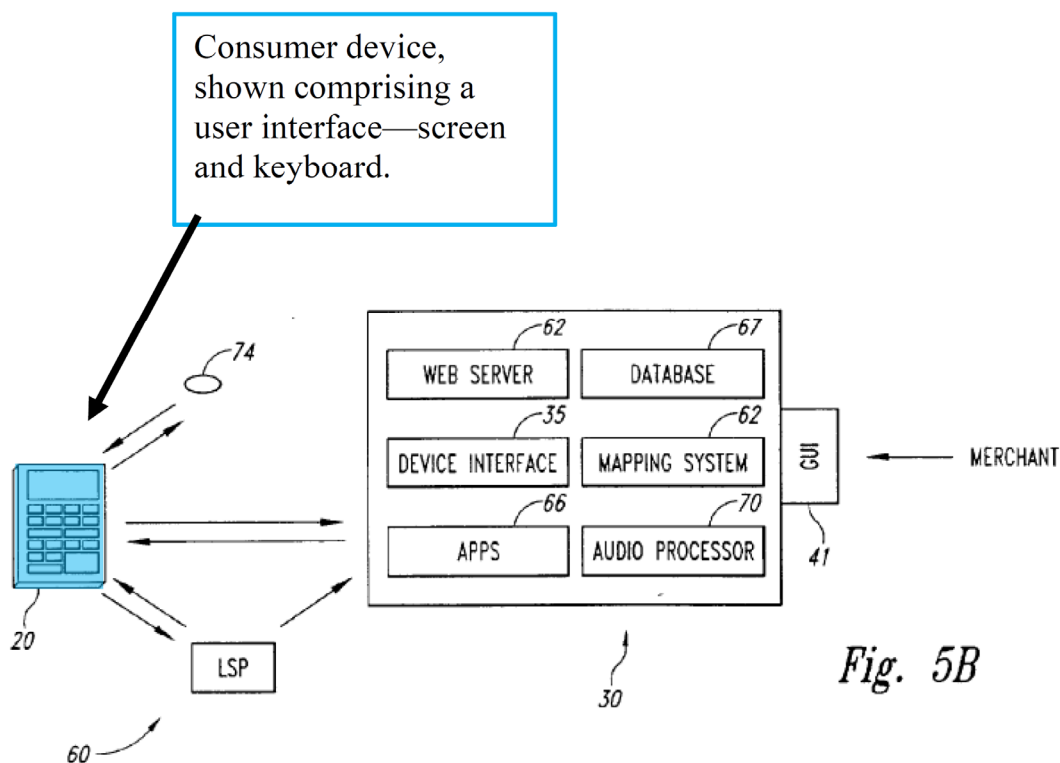 Consumer device,
shown comprising a
user interface—screen
and keyboard.
74
62
67
WEB SERVER
DATABASE
35
62
DEVICE INTERFACE
MAPPING SYSTEM
GUI
MERCHANT
66
70
APPS
AUDIO PROCESSOR
41
20
LSP
30
Fig. 5B
60